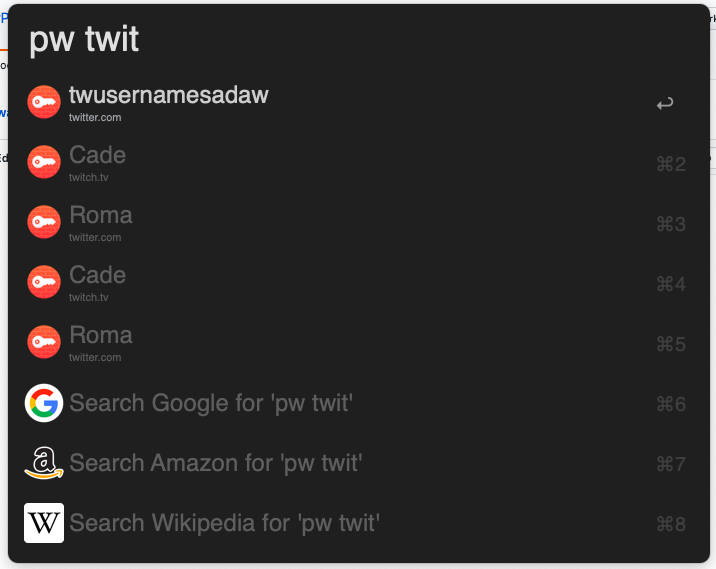 pw twit
twusernamesadaw
twitter.com
Cade
twitch.tv
⌘2
Roma
twitter.com
⌘3
Cade
twitch.tv
⌘4
Roma
twitter.com
⌘5
Search Google for 'pw twit'
⌘6
Search Amazon for 'pw twit'
⌘7
Search Wikipedia for 'pw twit'
⌘8